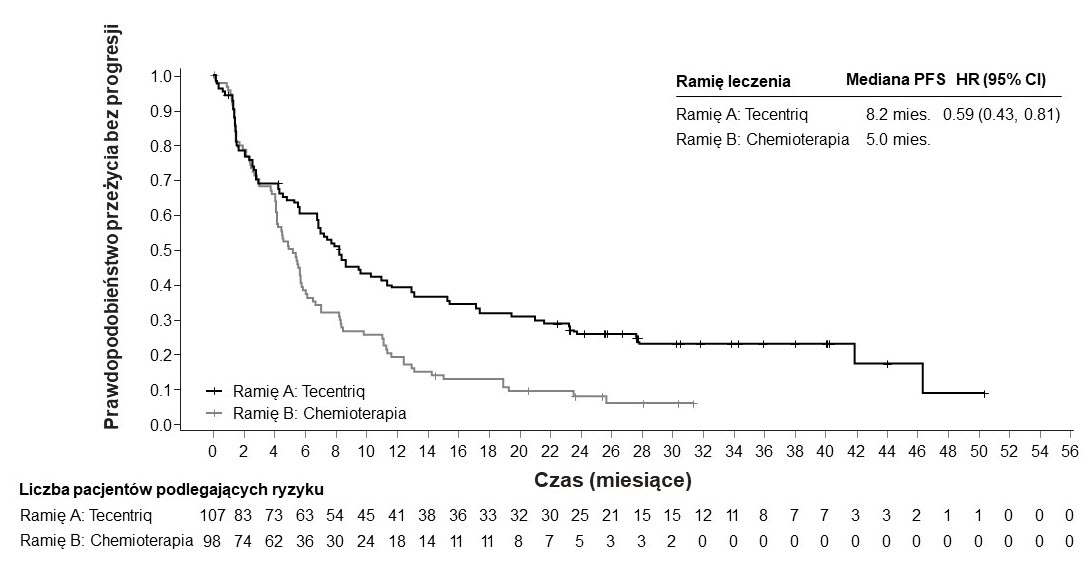 Prawdopodobieństwo przeżycia bez progresji
1.0
0.9
0.8
0.7
0.6
0.5
0.4
0.3
0.2
0.1
0.0
Ramię leczenia Mediana PFS HR (95% CI)
Ramię A: Tecentriq 8.2 mies. 0.59 (0.43, 0.81)
Ramię B: Chemioterapia 5.0 mies.
Ramię A: Tecentriq
Ramię B: Chemioterapia
0 2 4 6 8 10 12 14 16 18 20 22 24 26 28 30 32 34 36 38 40 42 44 46 48 50 52 54 56
Czas (miesiące)
Liczba pacjentów podlegających ryzyku
Ramię A: Tecentriq 107 83 73 63 54 45 41 38 36 33 32 30 25 21 15 15 12 11 8 7 7 3 3 2 1 1 0 0 0
Ramię B: Chemioterapia 98 74 62 36 30 24 18 14 11 11 8 7 5 3 3 2 0 0 0 0 0 0 0 0 0 0 0 0 0